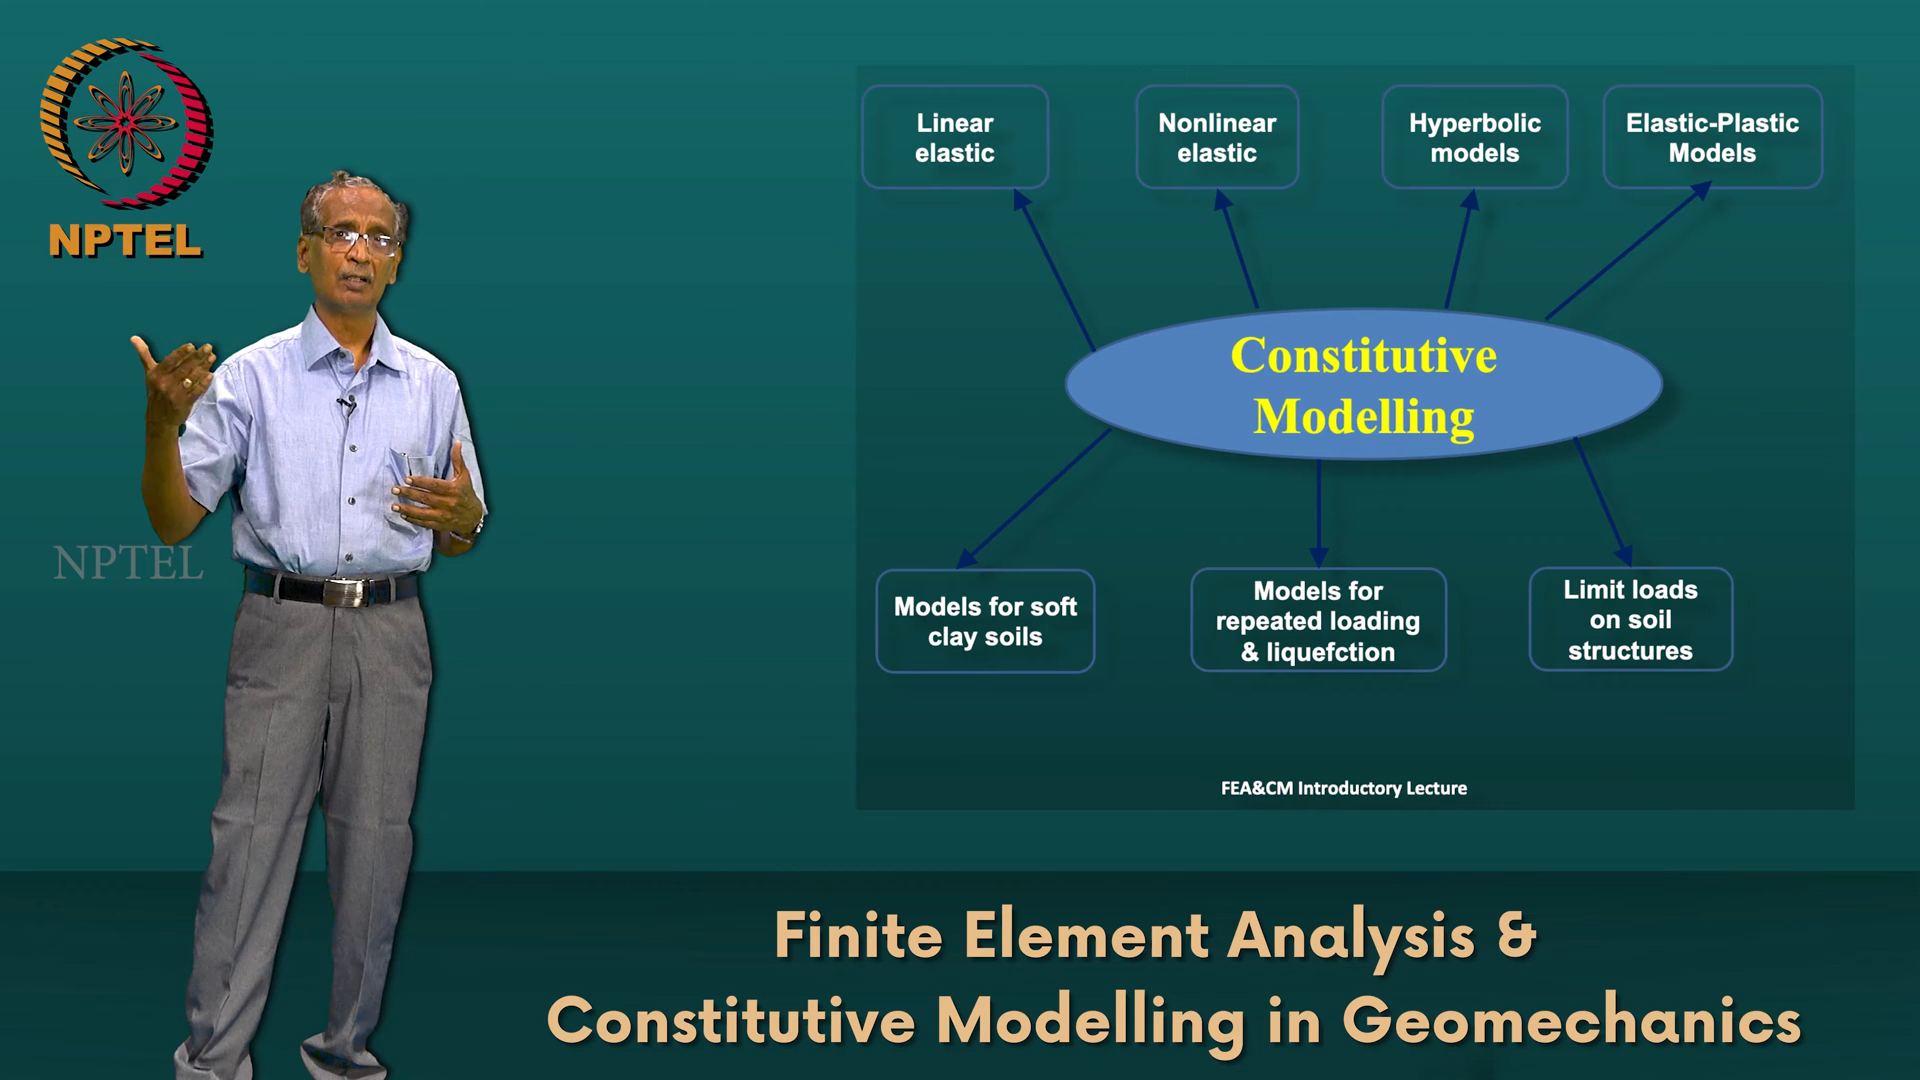 NPTEL
Linear
elastic
Nonlinear
elastic
Hyperbolic
models
Elastic-Plastic
Models
Constitutive
Modelling
NPTEL
Models for soft
clay soils
Models for
repeated loading
& liquefction
Limit loads
on soil
structures
FEA&CM Introductory Lecture
Finite Element Analysis &
Constitutive Modelling in Geomechanics